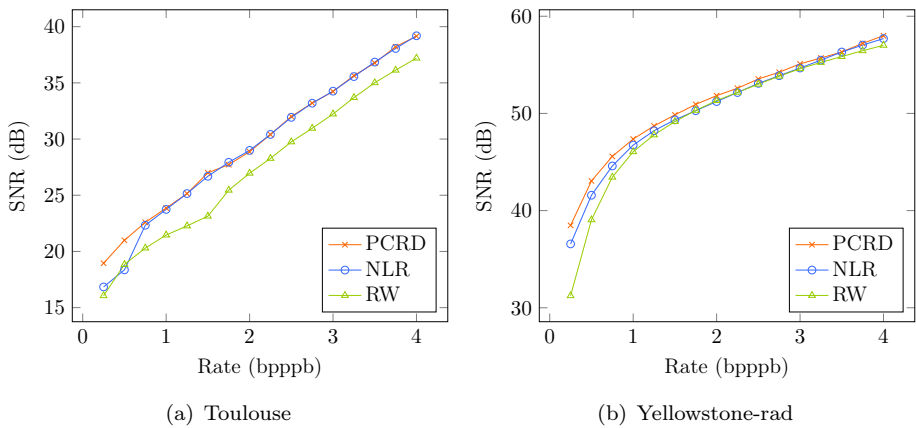 40
35
30
25
20
15
SNR (dB)
PCRD
NLR
RW
0
1
2
3
4
Rate (bpppb)
(a) Toulouse
60
50
40
30
SNR (dB)
PCRD
NLR
RW
0
1
2
3
4
Rate (bpppb)
(b) Yellowstone-rad